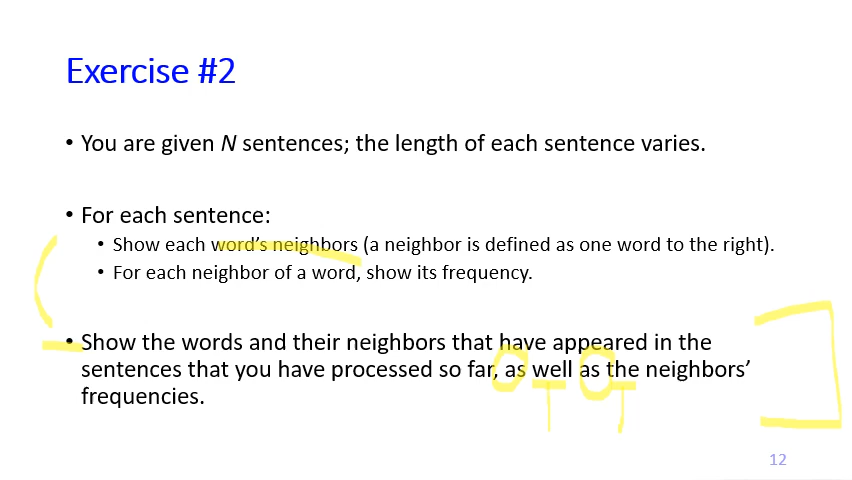 Exercise #2
• You are given N sentences; the length of each sentence varies.
• For each sentence:
• Show each word's neighbors (a neighbor is defined as one word to the right).
• For each neighbor of a word, show its frequency.
• Show the words and their neighbors that have appeared in the
sentences that you have processed so far, as well as the neighbors'
frequencies.
12